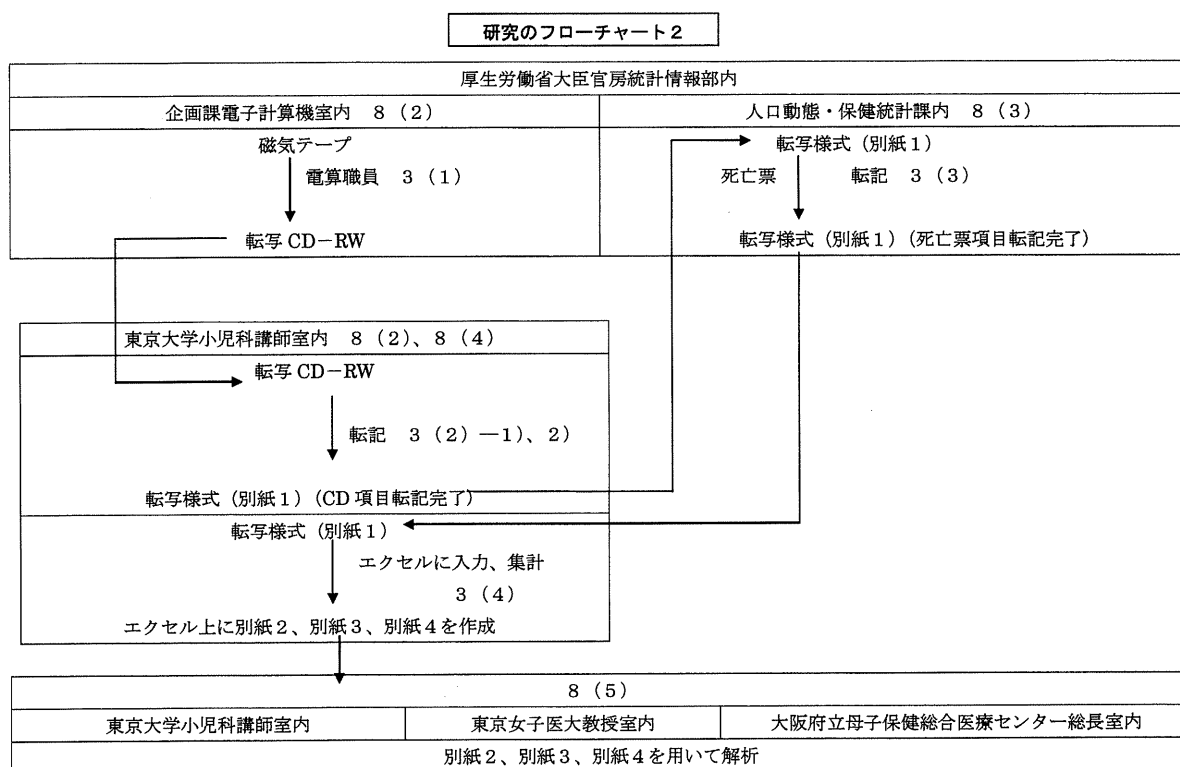 研究のフローチャート2
厚生労働省大臣官房統計情報部内
企画課電子計算機室内 8（2）
人口動態・保健統計課内 8（3）
磁気テープ
電算職員 3（1）
転写 CD－RW
転写様式（別紙1）
死亡票 転記 3（3）
転写様式（別紙1）（死亡票項目転記完了）
東京大学小児科講師室内 8（2）、8（4）
転写 CD－RW
転記 3（2）―1）、2）
転写様式（別紙1）（CD 項目転記完了）
転写様式（別紙1）
エクセルに入力、集計
3（4）
エクセル上に別紙2、別紙3、別紙4を作成
8（5）
東京大学小児科講師室内
東京女子医大教授室内
大阪府立母子保健総合医療センター総長室内
別紙2、別紙3、別紙4を用いて解析